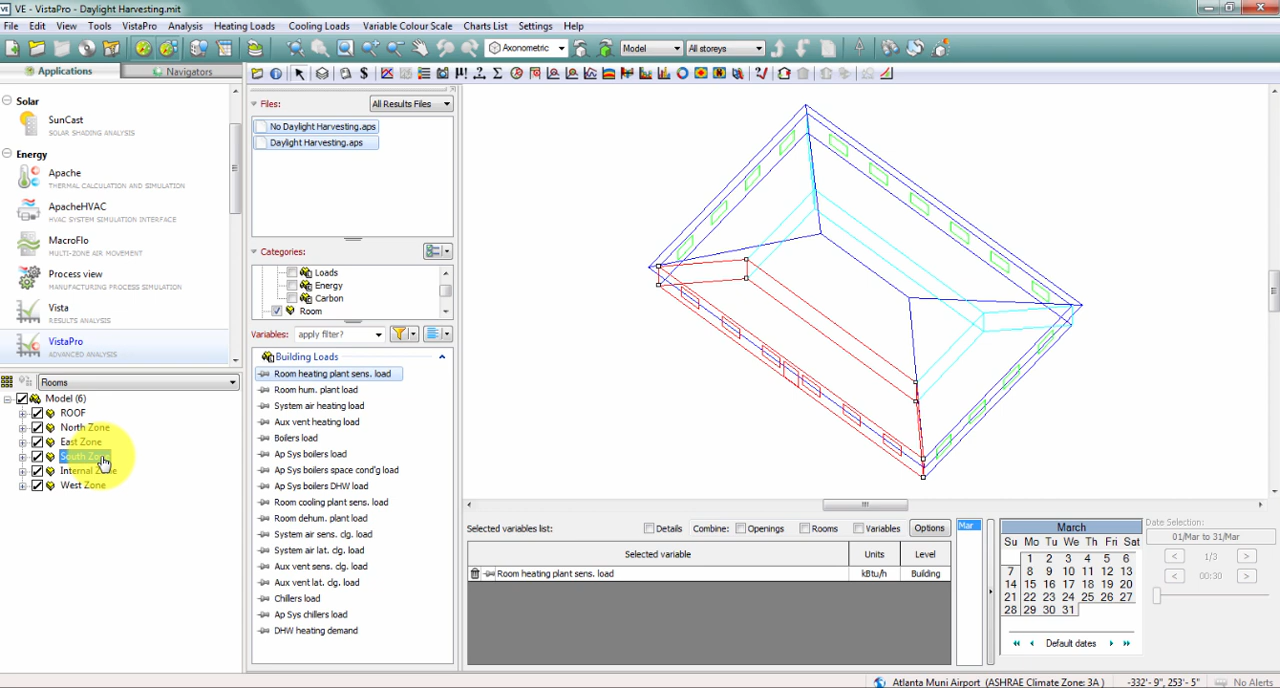 VE - VistaPro - Daylight Harvesting.mit
File Edit View Tools VistaPro Analysis Heating Loads Cooling Loads Variable Colour Scale Charts List Settings Help
Axonometric Model All storeys
Applications Navigators
Solar
SunCast
SOLAR SHADING ANALYSIS
Energy
Apache
THERMAL CALCULATION AND SIMULATION
ApacheHVAC
HVAC SYSTEM SIMULATION INTERFACE
MacroFlo
MULTI-ZONE AIR MOVEMENT
Process view
MANUFACTURING PROCESS SIMULATION
Vista
RESULTS ANALYSIS
VistaPro
ADVANCED ANALYSIS
Rooms
Model (6)
ROOF
North Zone
East Zone
South Zone
Internal Zone
West Zone
Files: All Results Files
No Daylight Harvesting.aps
Daylight Harvesting.aps
Categories:
Loads
Energy
Carbon
Room
Variables: apply filter?
Building Loads
Room heating plant sens. load
Room hum. plant load
System air heating load
Aux vent heating load
Boilers load
Ap Sys boilers load
Ap Sys boilers space cond'g load
Ap Sys boilers DHW load
Room cooling plant sens. load
Room dehum. plant load
System air sens. clg. load
System air lat. clg. load
Aux vent sens. clg. load
Aux vent lat. clg. load
Chillers load
Ap Sys chillers load
DHW heating demand
Selected variables list: Details Combine: Openings Rooms Variables Options
Selected variable Units Level
Room heating plant sens. load kBtu/h Building
Mar
March
Su Mo Tu We Th Fri Sat
1 2 3 4 5 6
7 8 9 10 11 12 13
14 15 16 17 18 19 20
21 22 23 24 25 26 27
28 29 30 31
Default dates
Date Selection:
01/Mar to 31/Mar
< 1/3 >
< 00:30 >
Atlanta Muni Airport (ASHRAE Climate Zone: 3A) -332'- 9", 253'- 5" No Alerts